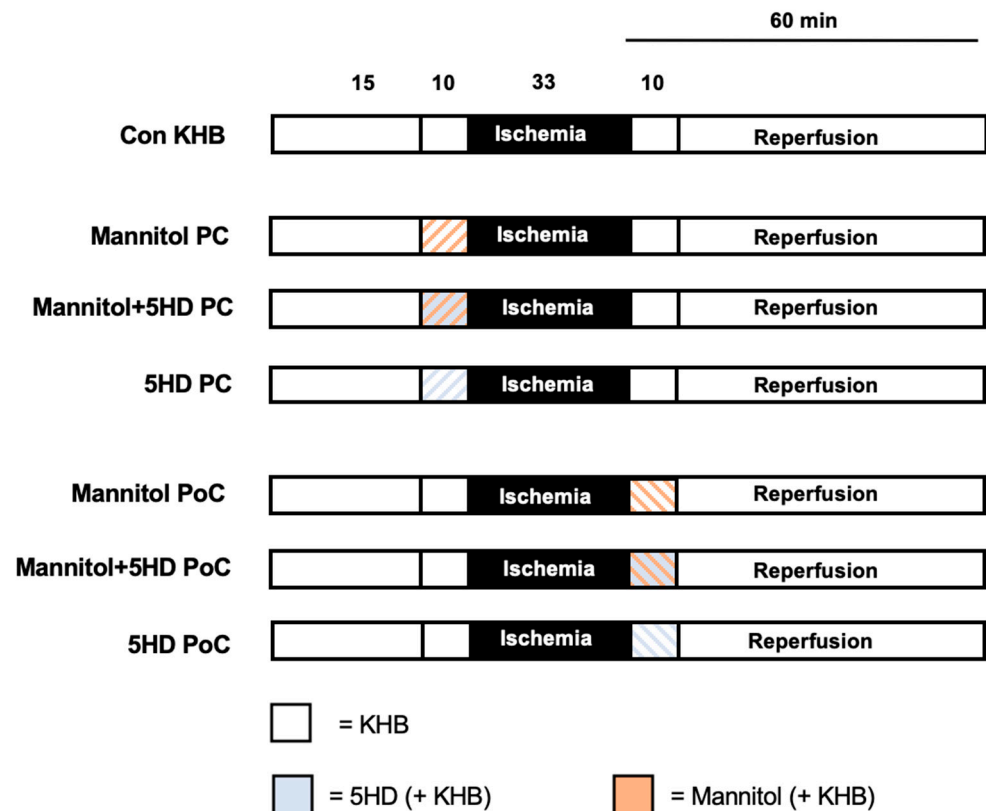 60 min
15 10 33 10
Con KHB Ischemia Reperfusion
Mannitol PC Ischemia Reperfusion
Mannitol+5HD PC Ischemia Reperfusion
5HD PC Ischemia Reperfusion
Mannitol PoC Ischemia Reperfusion
Mannitol+5HD PoC Ischemia Reperfusion
5HD PoC Ischemia Reperfusion
= KHB
= 5HD (+ KHB) = Mannitol (+ KHB)